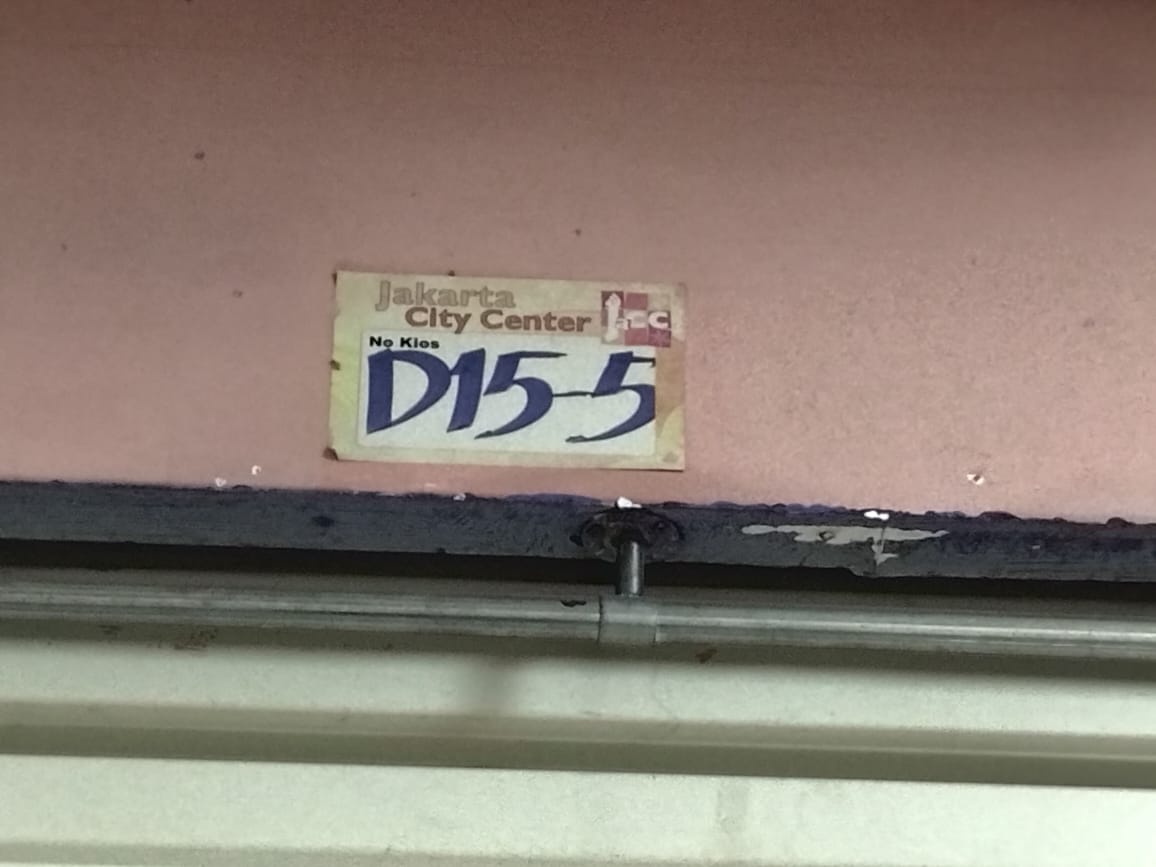 Jakarta
City Center
Jacc
No Kios
D15-5